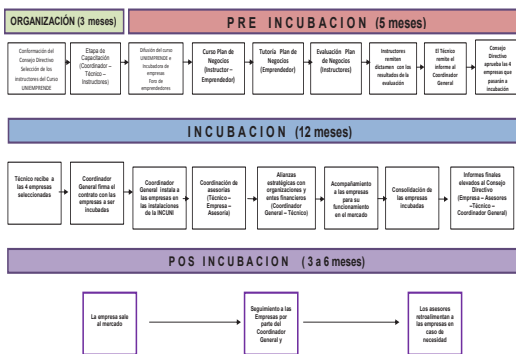 ORGANIZACIÓN (3 meses)
PRE INCUBACION (5 meses)
Conformación del
Consejo Directivo
Selección de los
instructores del Curso
UNIEMPRENDE
Etapa de
Capacitación
(Coordinador –
Técnico –
Instructores)
Difusión del curso
UNIEMPRENDE e
Incubadora de
empresas
Foro de
emprendedores
Curso Plan de
Negocios
(Instructor –
Emprendedor)
Tutoría Plan de
Negocios
(Emprendedor)
Evaluación Plan
de Negocios
(Instructores)
Instructores
remiten
dictamen con los
resultados de la
evaluación
El Técnico
remite el
informe al
Coordinador
General
Consejo
Directivo
aprueba las 4
empresas que
pasarán a
incubación
INCUBACION (12 meses)
Técnico recibe a
las 4 empresas
seleccionadas
Coordinador
General firma el
contrato con las
empresas a ser
incubadas
Coordinador
General instala a
las empresas en las
instalaciones de la
INCUNI
Coordinación de
asesorías
(Técnico –
Empresa –
Asesoría)
Alianzas
estratégicas con
organizaciones y
entes financieros
(Coordinador
General – Técnico)
Acompañamiento
a las empresas
para su
funcionamiento en
el mercado
Consolidación de
las empresas
incubadas
Informes finales
elevados al Consejo
Directivo
(Empresa – Asesores
–Técnico –
Coordinador General)
POS INCUBACION (3 a 6 meses)
La empresa sale
al mercado
Seguimiento a las
Empresas por
parte del
Coordinador
General y
Los asesores
retroalimentan a
las empresas en
caso de
necesidad